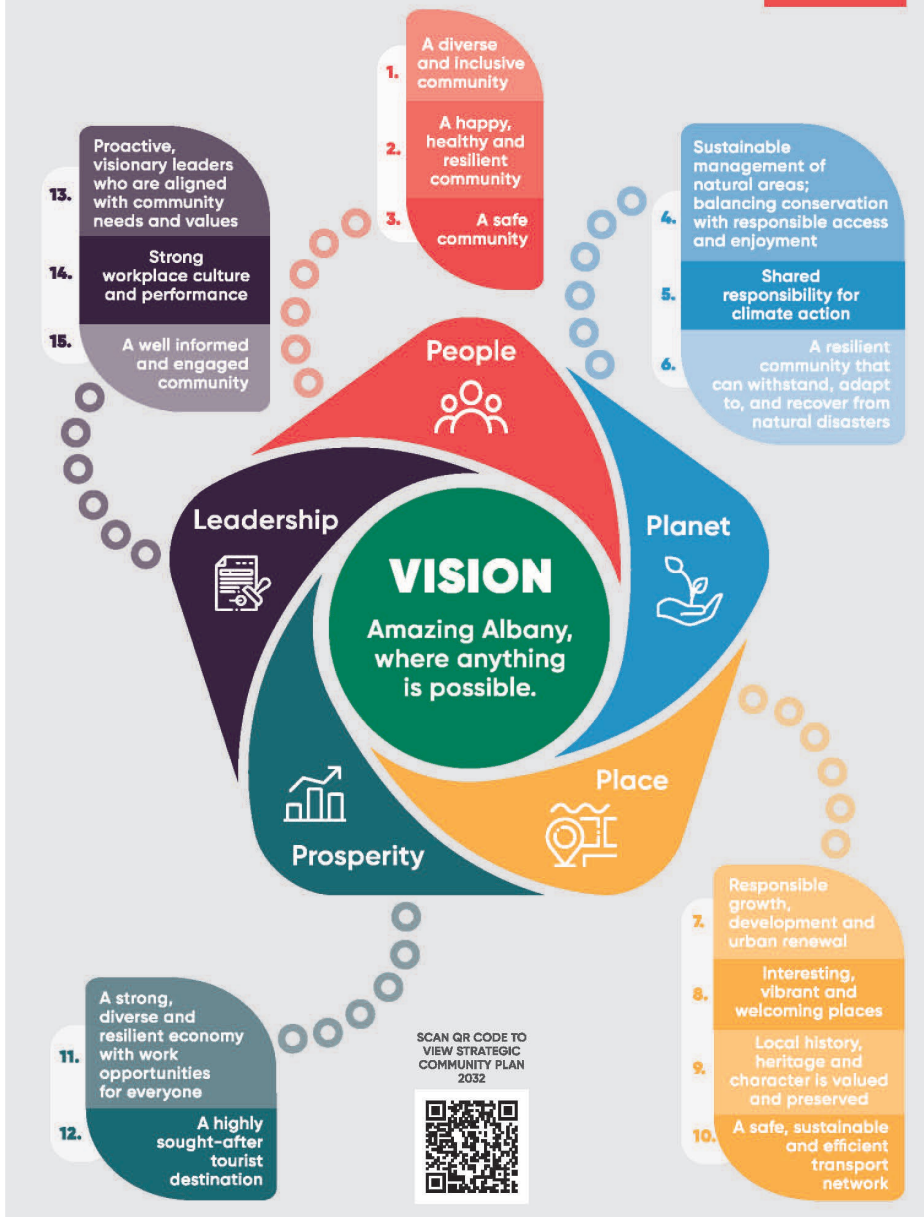 1.
A diverse
and inclusive
community
2.
A happy,
healthy and
resilient
community
3.
A safe
community
4.
Sustainable
management of
natural areas;
balancing conservation
with responsible access
and enjoyment
5.
Shared
responsibility for
climate action
6.
A resilient
community that
can withstand, adapt
to, and recover from
natural disasters
13.
Proactive,
visionary leaders
who are aligned
with community
needs and values
14.
Strong
workplace culture
and performance
15.
A well informed
and engaged
community
People
Leadership
Planet
VISION
Amazing Albany,
where anything
is possible.
Place
Prosperity
7.
Responsible
growth,
development and
urban renewal
8.
Interesting,
vibrant and
welcoming places
9.
Local history,
heritage and
character is valued
and preserved
10.
A safe, sustainable
and efficient
transport
network
11.
A strong,
diverse and
resilient economy
with work
opportunities
for everyone
12.
A highly
sought-after
tourist
destination
SCAN QR CODE TO
VIEW STRATEGIC
COMMUNITY PLAN
2032